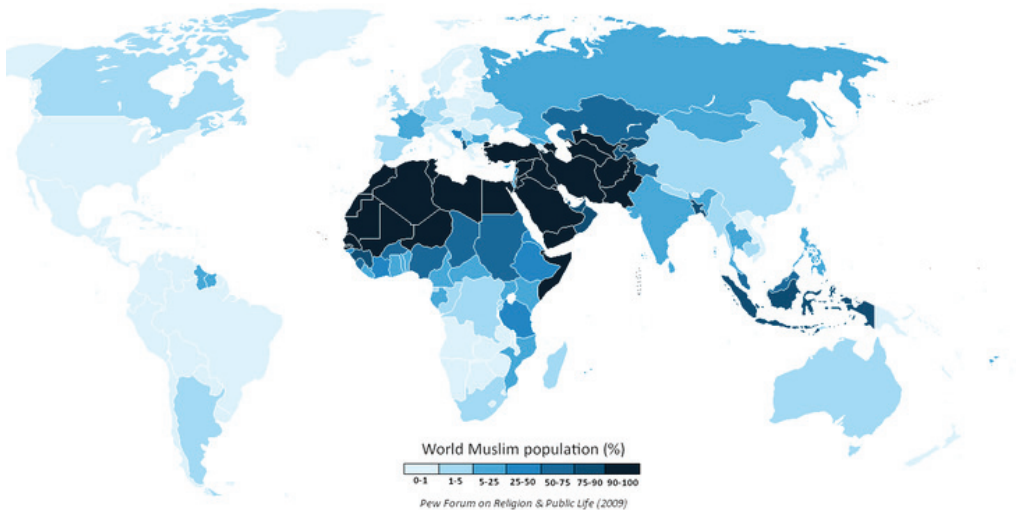 World Muslim population (%)
0-1 1-5 5-25 25-50 50-75 75-90 90-100
Pew Forum on Religion & Public Life (2009)